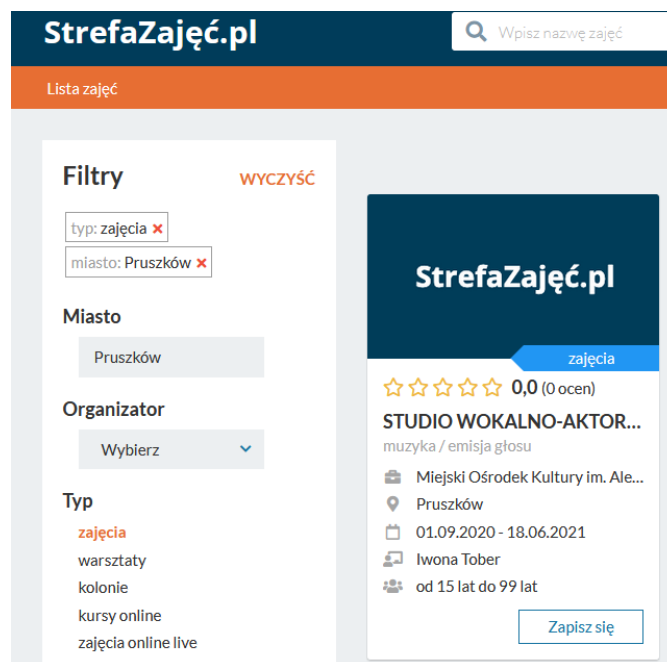 StrefaZajęć.pl
Wpisz nazwę zajęć
Lista zajęć
Filtry
WYCZYŚĆ
typ: zajęcia ×
miasto: Pruszków ×
Miasto
Pruszków
Organizator
Wybierz
Typ
zajęcia
warsztaty
kolonie
kursy online
zajęcia online live
StrefaZajęć.pl
zajęcia
0,0 (0 ocen)
STUDIO WOKALNO-AKTOR...
muzyka / emisja głosu
Miejski Ośrodek Kultury im. Ale...
Pruszków
01.09.2020 - 18.06.2021
Iwona Tober
od 15 lat do 99 lat
Zapisz się